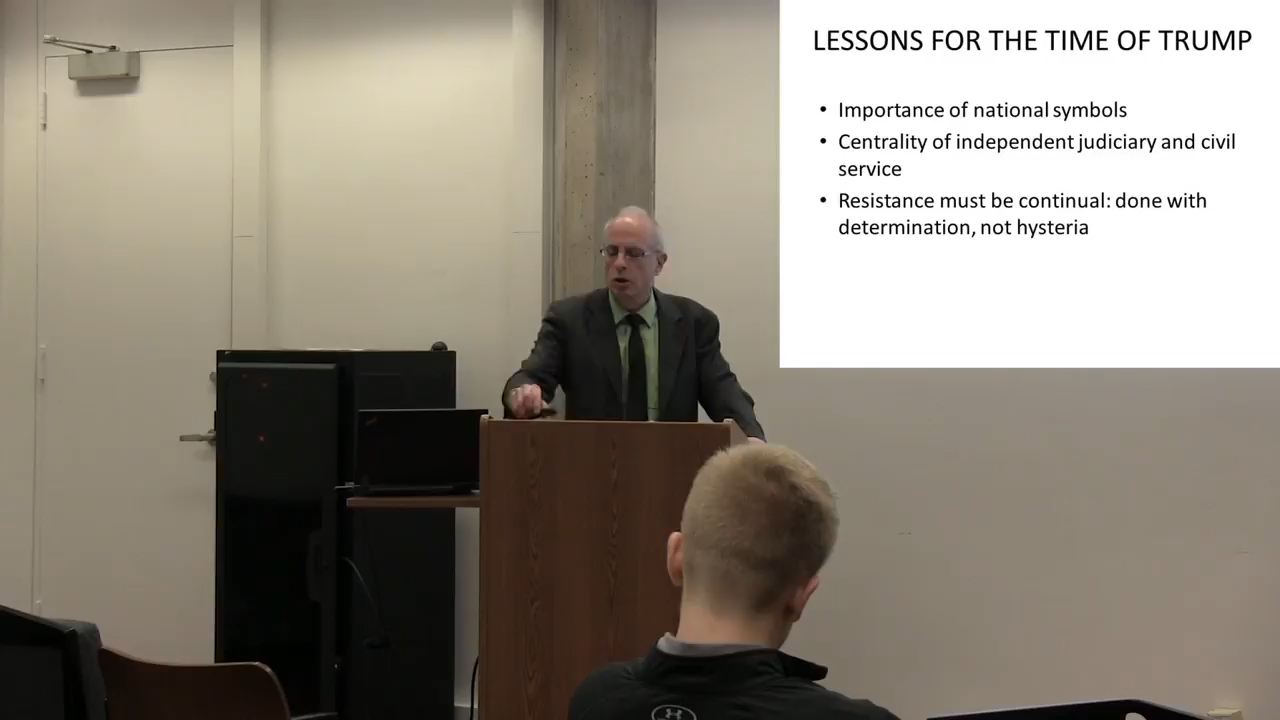 LESSONS FOR THE TIME OF TRUMP
• Importance of national symbols
• Centrality of independent judiciary and civil
service
• Resistance must be continual: done with
determination, not hysteria